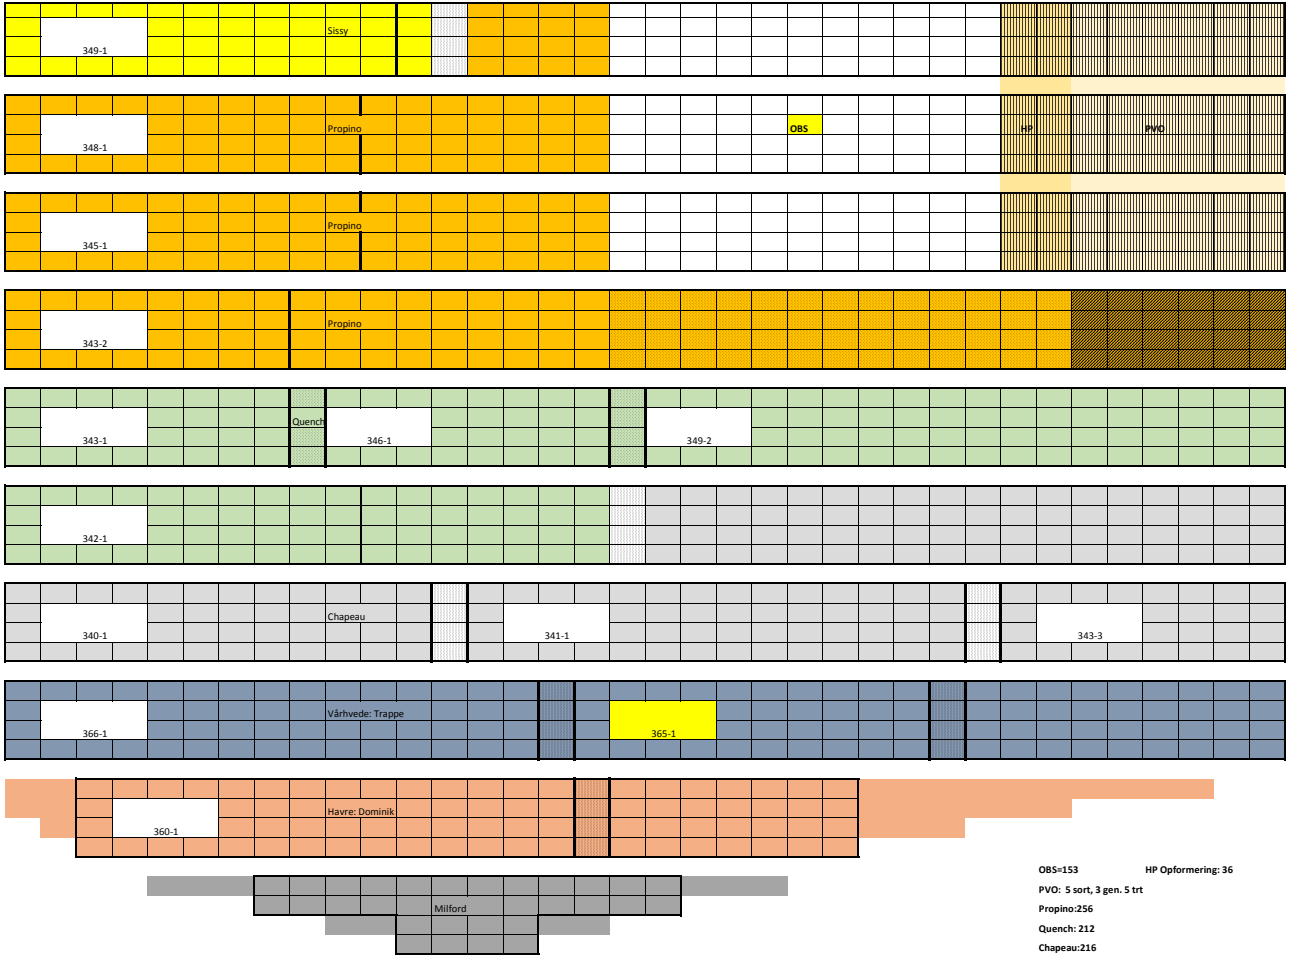 Sissy
349-1
Propino
OBS
HP
PVO
348-1
Propino
345-1
Propino
343-2
Quench
343-1
346-1
349-2
342-1
Chapeau
340-1
341-1
343-3
Vårhvede: Trappe
366-1
365-1
Havre: Dominik
360-1
OBS=153 HP Opformering: 36
PVO: 5 sort, 3 gen. 5 trt
Milford
Propino:256
Quench: 212
Chapeau:216